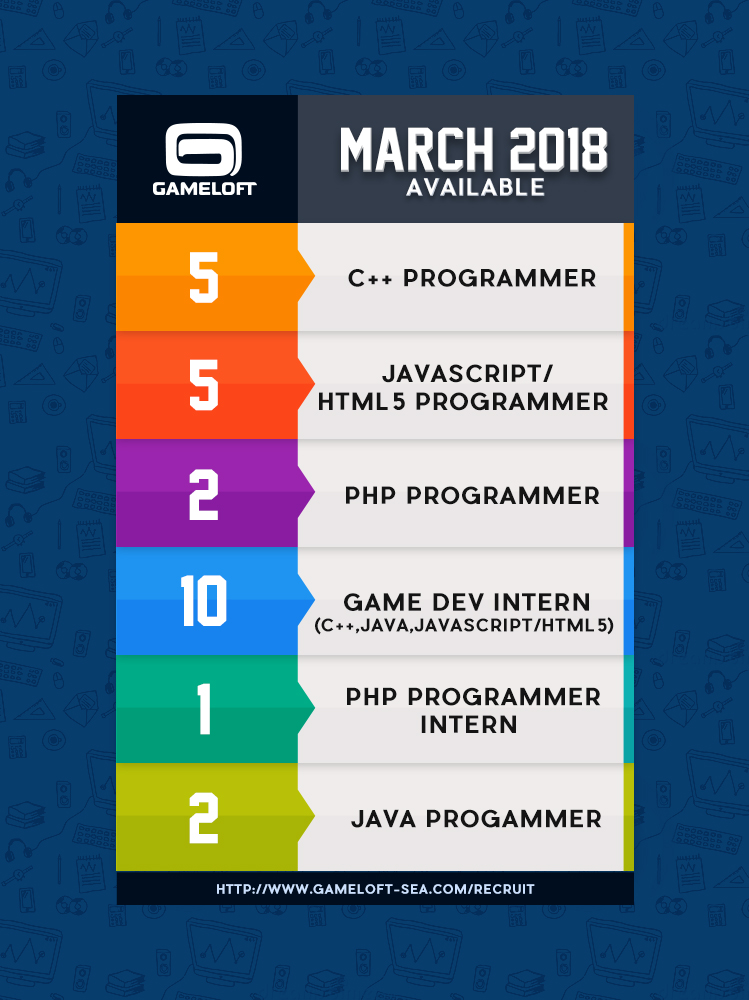 GAMELOFT
MARCH 2018
AVAILABLE
5
C++ PROGRAMMER
5
JAVASCRIPT/
HTML5 PROGRAMMER
2
PHP PROGRAMMER
10
GAME DEV INTERN
(C++,JAVA,JAVASCRIPT/HTML5)
1
PHP PROGRAMMER
INTERN
2
JAVA PROGAMMER
HTTP://WWW.GAMELOFT-SEA.COM/RECRUIT